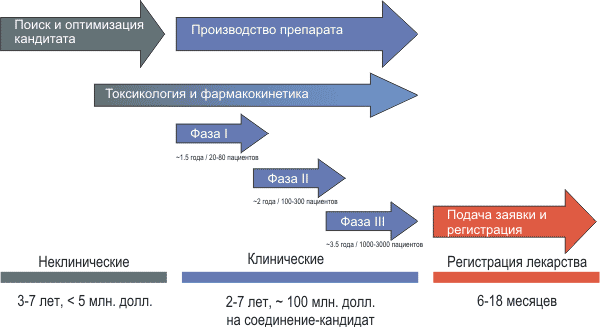 Поиск и оптимизация
кандитата
Производство препарата
Токсикология и фармакокинетика
Фаза I
~1.5 года / 20-80 пациентов
Фаза II
~2 года / 100-300 пациентов
Фаза III
~3.5 года / 1000-3000 пациентов
Подача заявки и
регистрация
Неклинические
Клинические
Регистрация лекарства
3-7 лет, < 5 млн. долл.
2-7 лет, ~ 100 млн. долл.
на соединение-кандидат
6-18 месяцев